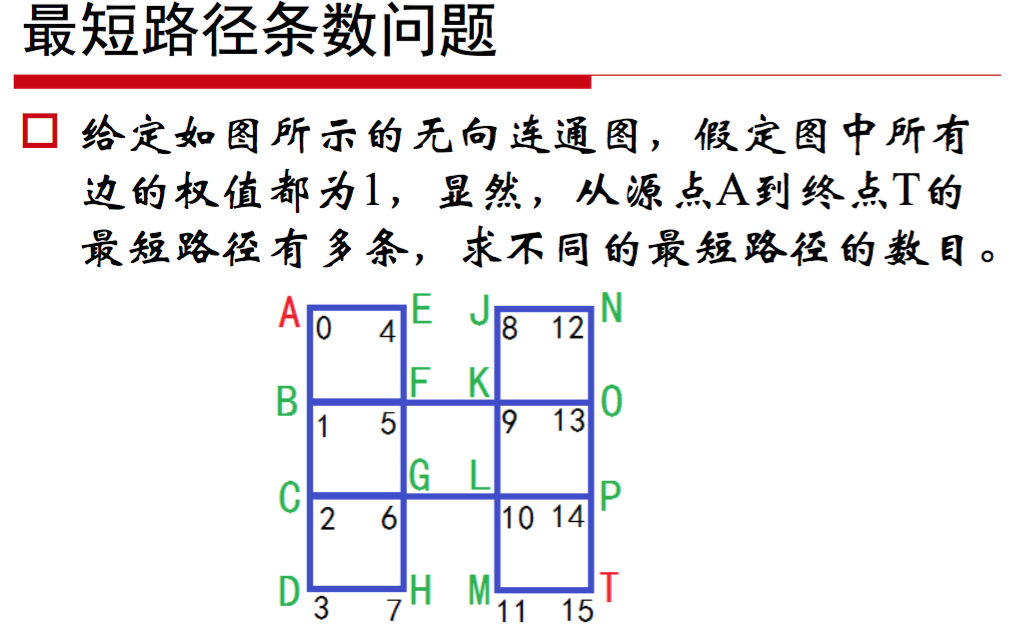 最短路径条数问题
给定如图所示的无向连通图，假定图中所有
边的权值都为1，显然，从源点A到终点T的
最短路径有多条，求不同的最短路径的数目。
A E J N
0 4 8 12
F K
B O
1 5 9 13
G L
C P
2 6 10 14
D H M T
3 7 11 15